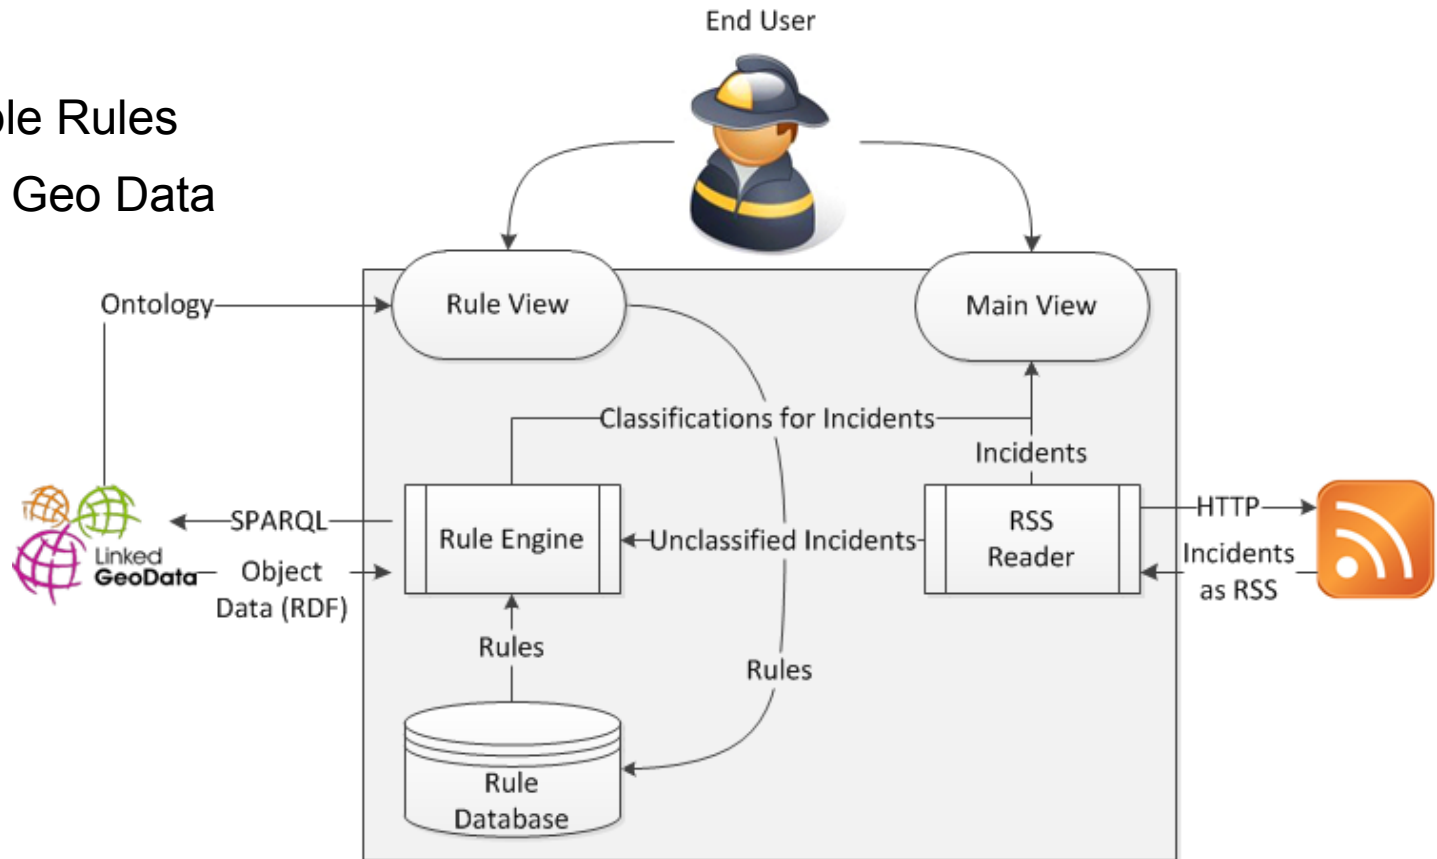 End User
ple Rules
Geo Data
Ontology
Rule View
Main View
Classifications for Incidents
Incidents
SPARQL
Rule Engine
Unclassified Incidents
RSS
Reader
HTTP
Incidents
as RSS
Linked
GeoData
Object
Data (RDF)
Rules
Rules
Rule
Database